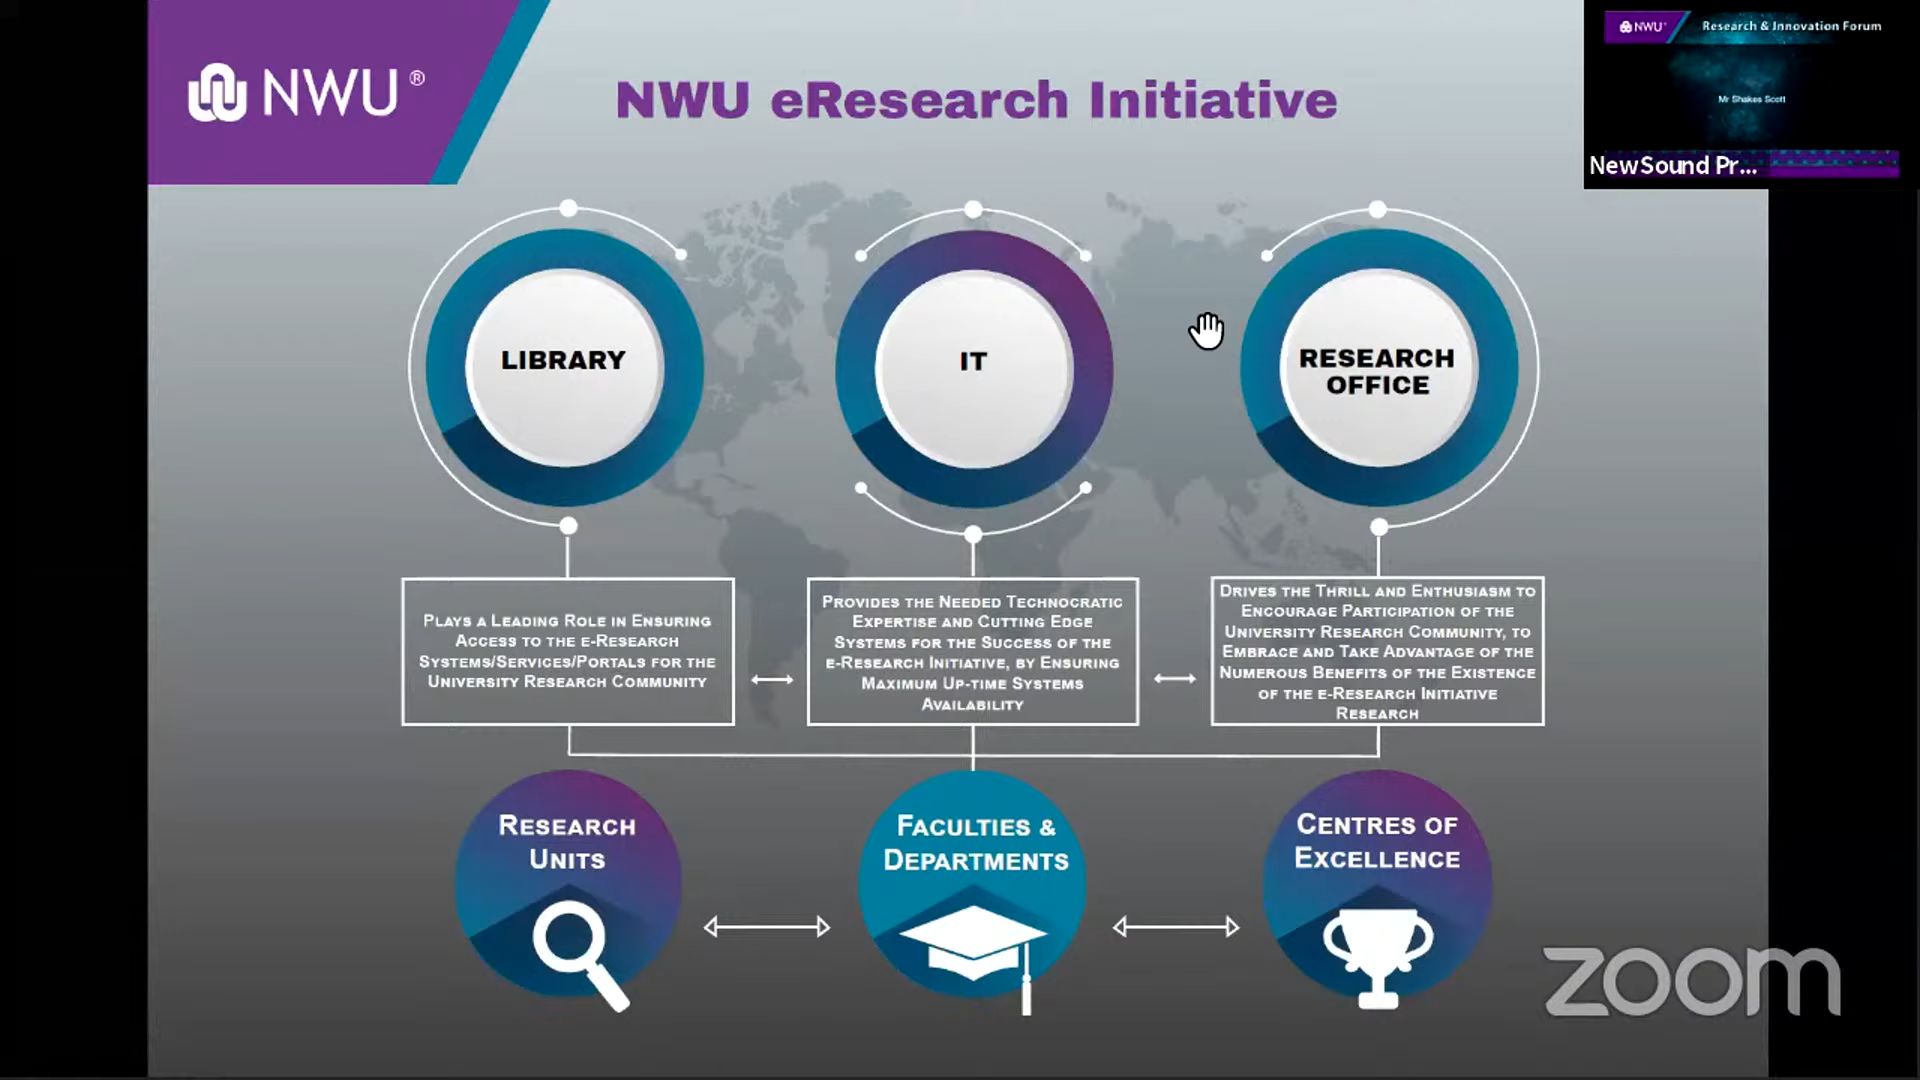 NWU®
NWU eResearch Initiative
NWU
Research & Innovation Forum
Mr Shakes Scott
NewSound Pr...
LIBRARY
IT
RESEARCH
OFFICE
PLAYS A LEADING ROLE IN ENSURING
ACCESS TO THE E-RESEARCH
SYSTEMS/SERVICES/PORTALS FOR THE
UNIVERSITY RESEARCH COMMUNITY
PROVIDES THE NEEDED TECHNOCRATIC
EXPERTISE AND CUTTING EDGE
SYSTEMS FOR THE SUCCESS OF THE
E-RESEARCH INITIATIVE, BY ENSURING
MAXIMUM UP-TIME SYSTEMS
AVAILABILITY
DRIVES THE THRILL AND ENTHUSIASM TO
ENCOURAGE PARTICIPATION OF THE
UNIVERSITY RESEARCH COMMUNITY, TO
EMBRACE AND TAKE ADVANTAGE OF THE
NUMEROUS BENEFITS OF THE EXISTENCE
OF THE E-RESEARCH INITIATIVE
RESEARCH
RESEARCH
UNITS
FACULTIES &
DEPARTMENTS
CENTRES OF
EXCELLENCE
zoom